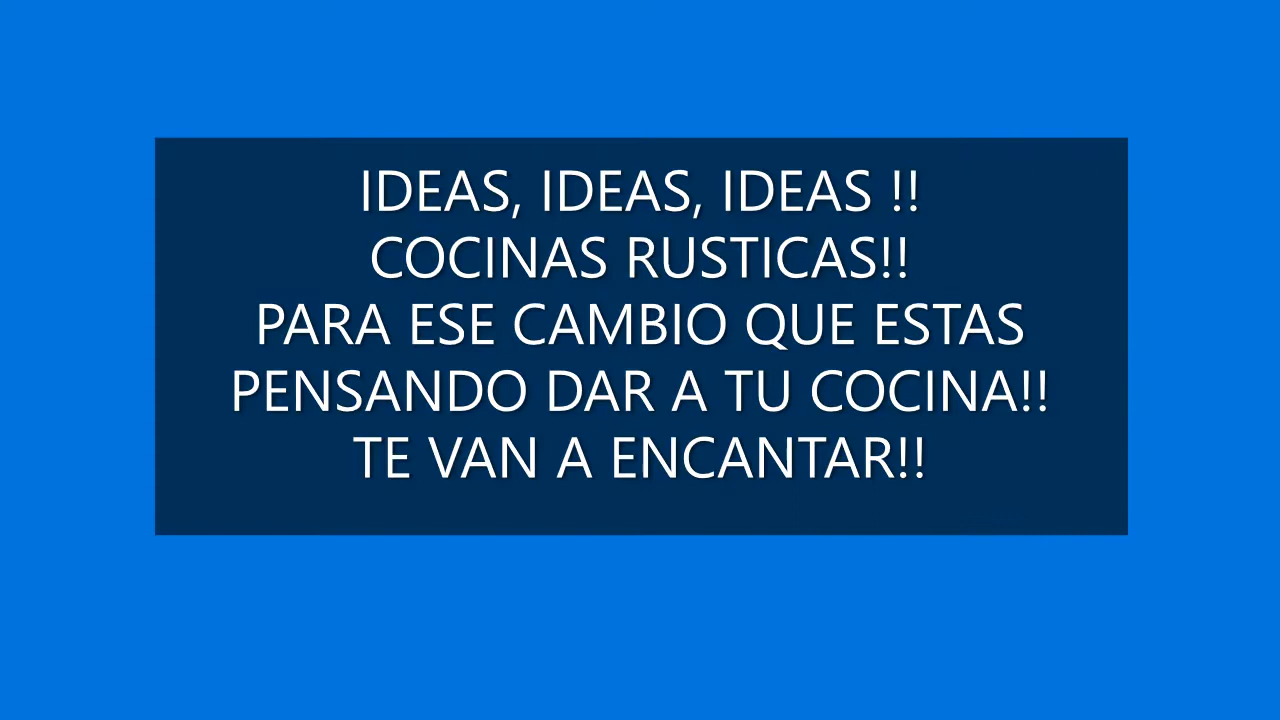 IDEAS, IDEAS, IDEAS !!
COCINAS RUSTICAS!!
PARA ESE CAMBIO QUE ESTAS
PENSANDO DAR A TU COCINA!!
TE VAN A ENCANTAR!!